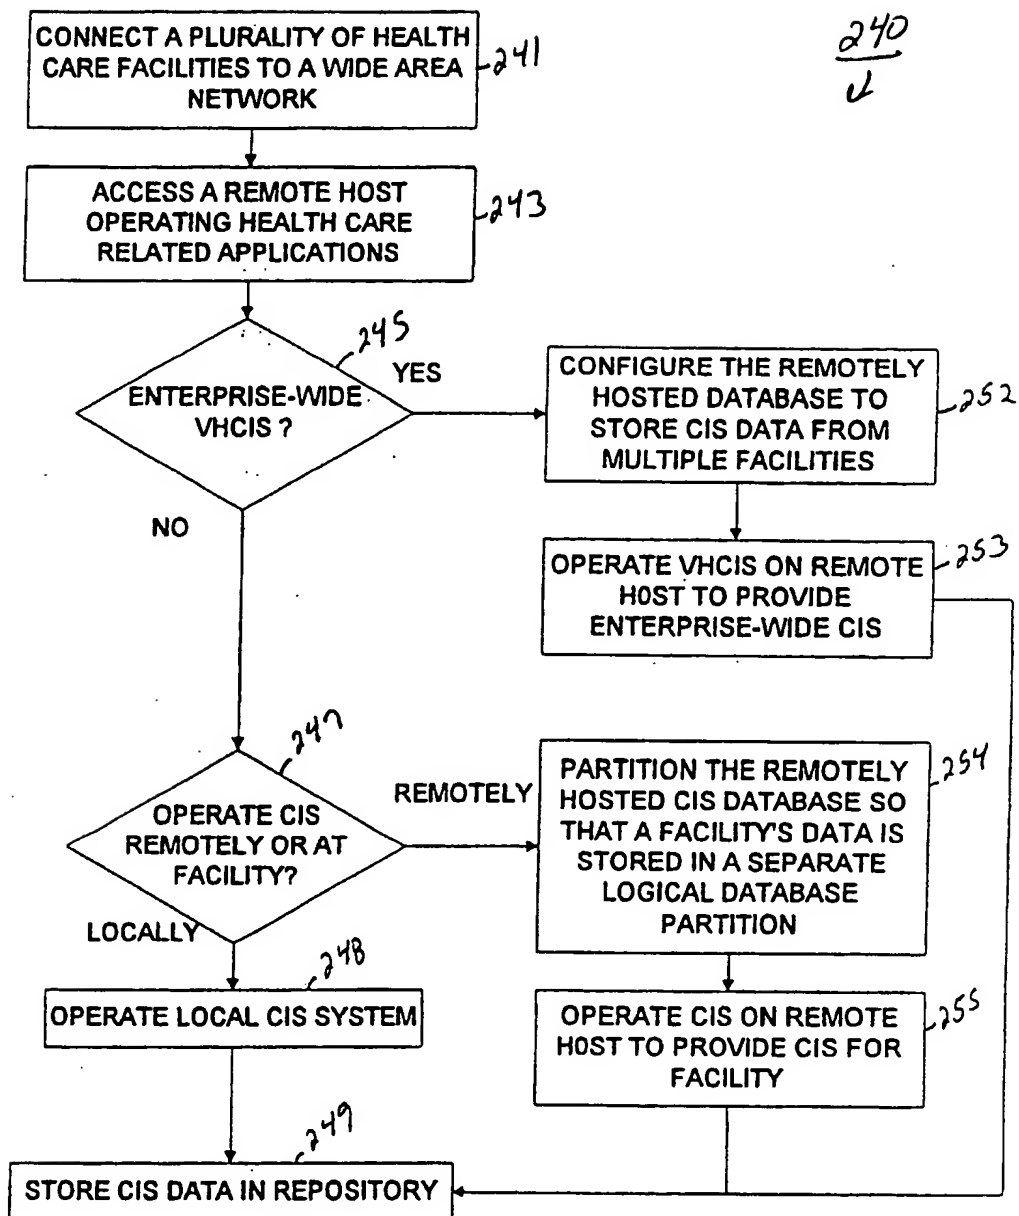 CONNECT A PLURALITY OF HEALTH
CARE FACILITIES TO A WIDE AREA
NETWORK
241
240
ACCESS A REMOTE HOST
OPERATING HEALTH CARE
RELATED APPLICATIONS
243
245
ENTERPRISE-WIDE
VHCIS ?
YES
NO
CONFIGURE THE REMOTELY
HOSTED DATABASE TO
STORE CIS DATA FROM
MULTIPLE FACILITIES
252
OPERATE VHCIS ON REMOTE
HOST TO PROVIDE
ENTERPRISE-WIDE CIS
253
247
OPERATE CIS
REMOTELY OR AT
FACILITY?
REMOTELY
LOCALLY
PARTITION THE REMOTELY
HOSTED CIS DATABASE SO
THAT A FACILITY'S DATA IS
STORED IN A SEPARATE
LOGICAL DATABASE
PARTITION
254
248
OPERATE LOCAL CIS SYSTEM
OPERATE CIS ON REMOTE
HOST TO PROVIDE CIS FOR
FACILITY
255
249
STORE CIS DATA IN REPOSITORY